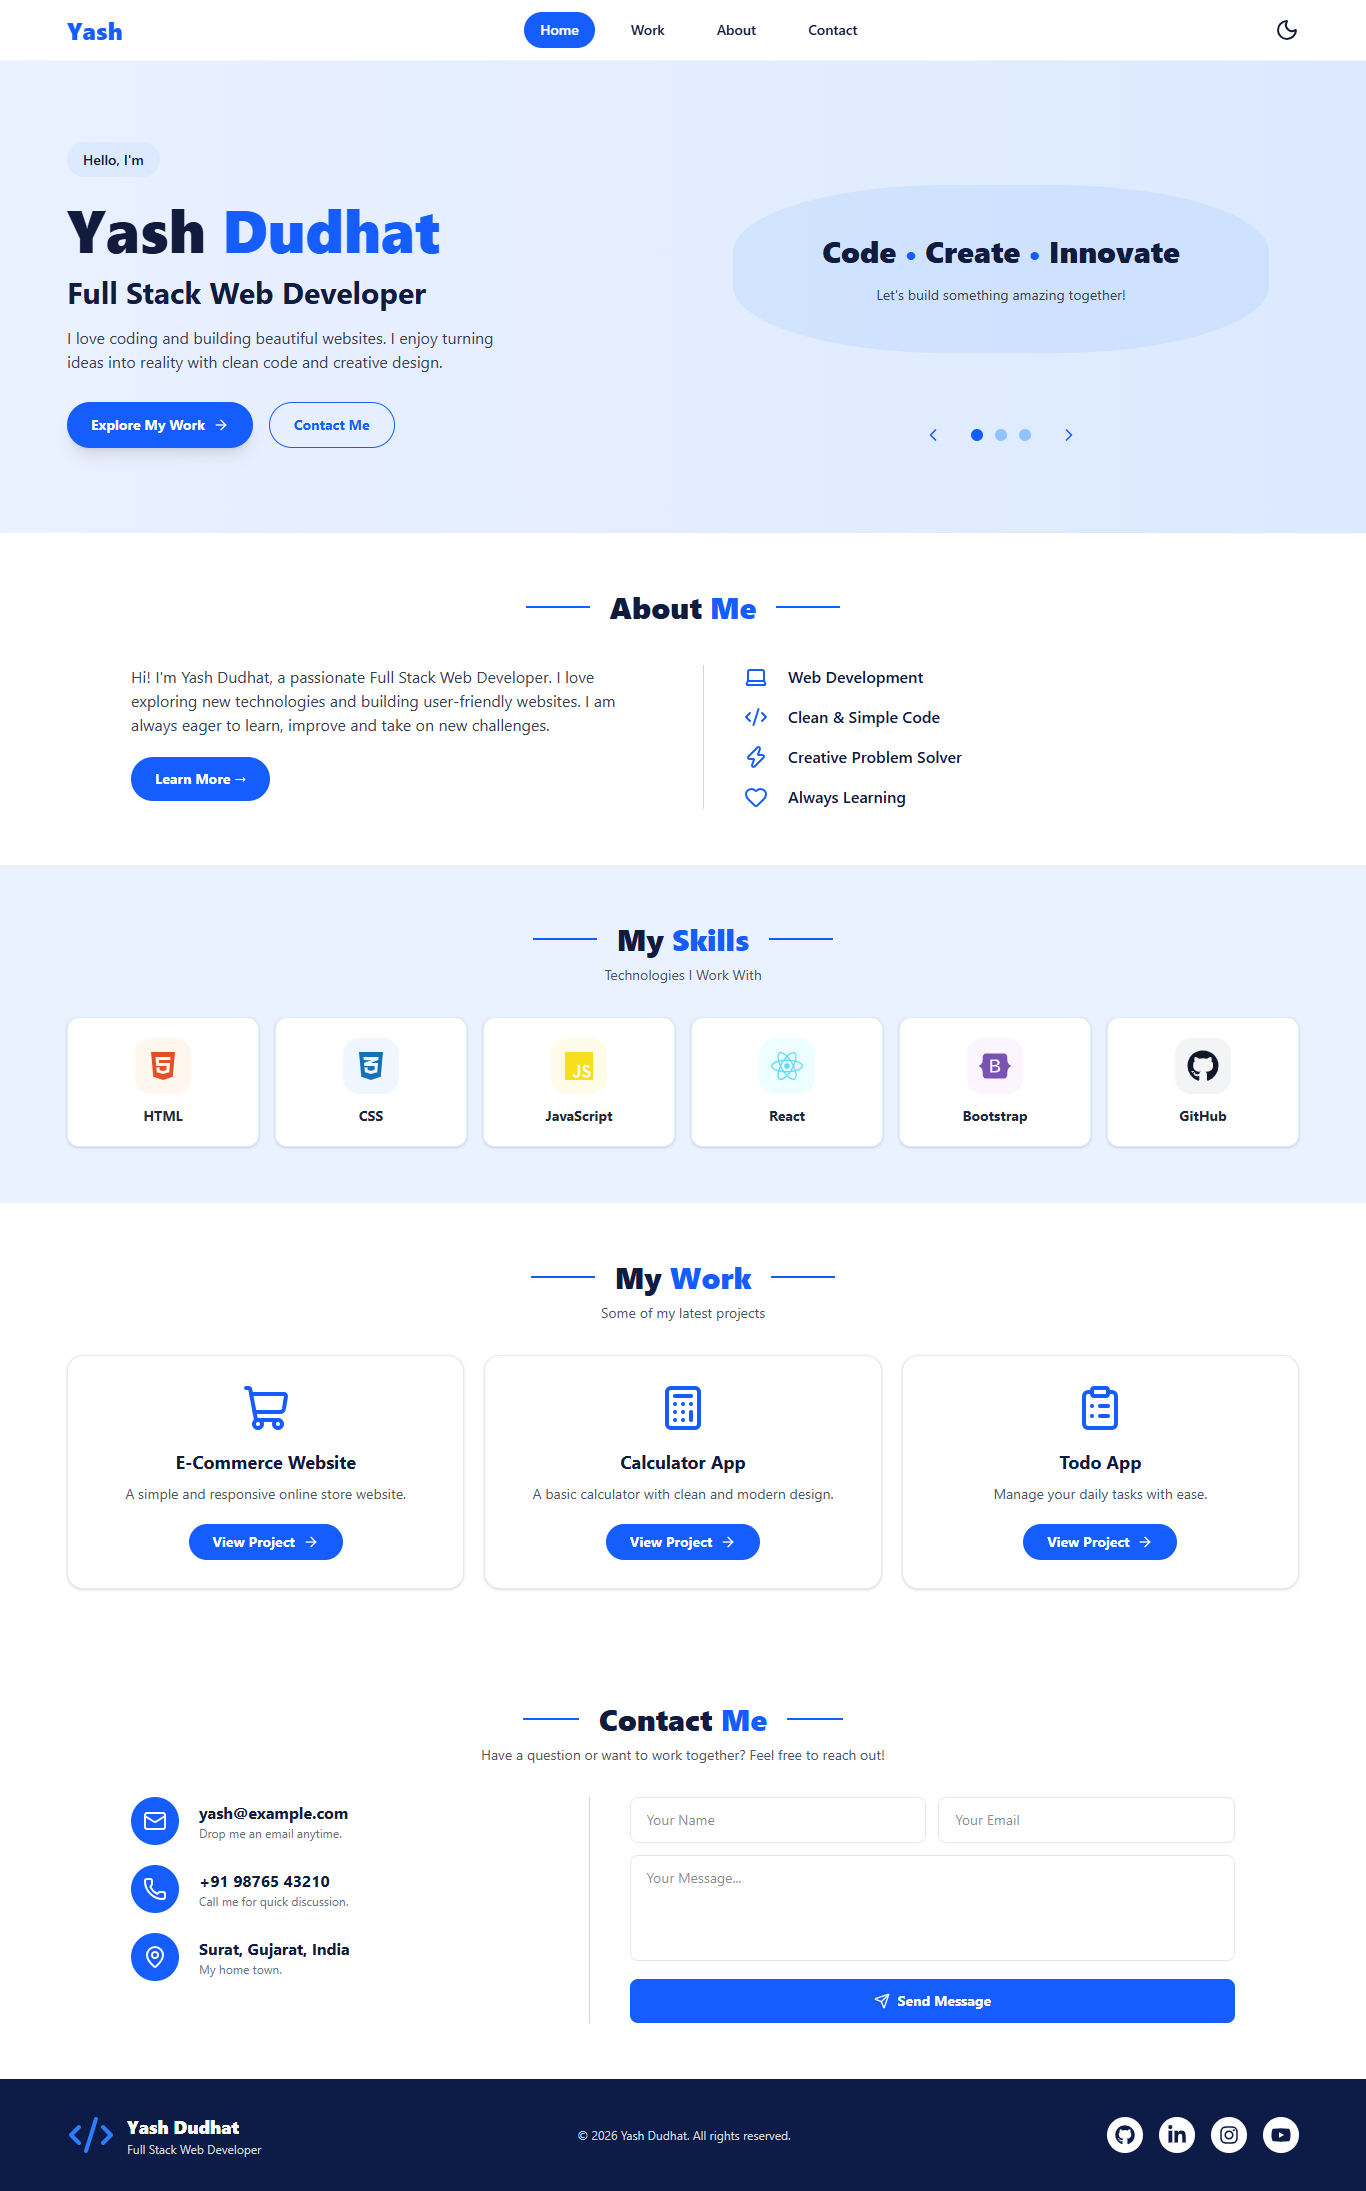 Yash
Home
Work
About
Contact
Hello, I'm
Yash Dudhat
Full Stack Web Developer
I love coding and building beautiful websites. I enjoy turning
ideas into reality with clean code and creative design.
Explore My Work →
Contact Me
Code • Create • Innovate
Let's build something amazing together!
About Me
Hi! I'm Yash Dudhat, a passionate Full Stack Web Developer. I love
exploring new technologies and building user-friendly websites. I am
always eager to learn, improve and take on new challenges.
Learn More →
Web Development
Clean & Simple Code
Creative Problem Solver
Always Learning
My Skills
Technologies I Work With
HTML
CSS
JS
JavaScript
React
B
Bootstrap
GitHub
My Work
Some of my latest projects
E-Commerce Website
A simple and responsive online store website.
View Project →
Calculator App
A basic calculator with clean and modern design.
View Project →
Todo App
Manage your daily tasks with ease.
View Project →
Contact Me
Have a question or want to work together? Feel free to reach out!
yash@example.com
Drop me an email anytime.
+91 98765 43210
Call me for quick discussion.
Surat, Gujarat, India
My home town.
Your Name
Your Email
Your Message...
Send Message
Yash Dudhat
Full Stack Web Developer
© 2026 Yash Dudhat. All rights reserved.
in